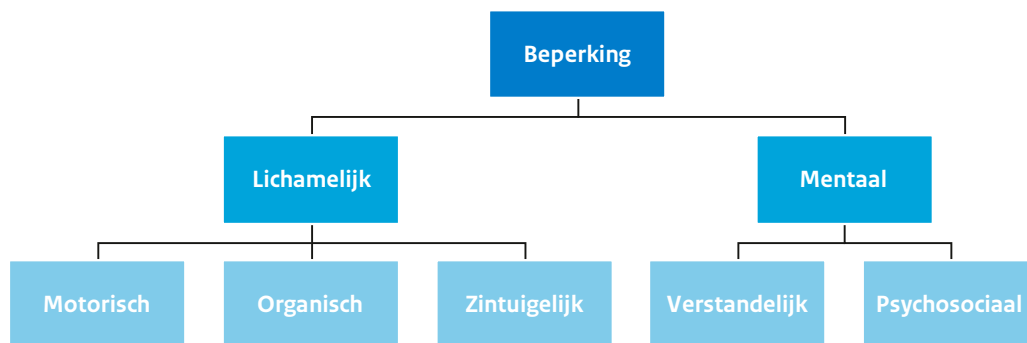 Beperking
Lichamelijk
Mentaal
Motorisch
Organisch
Zintuigelijk
Verstandelijk
Psychosociaal